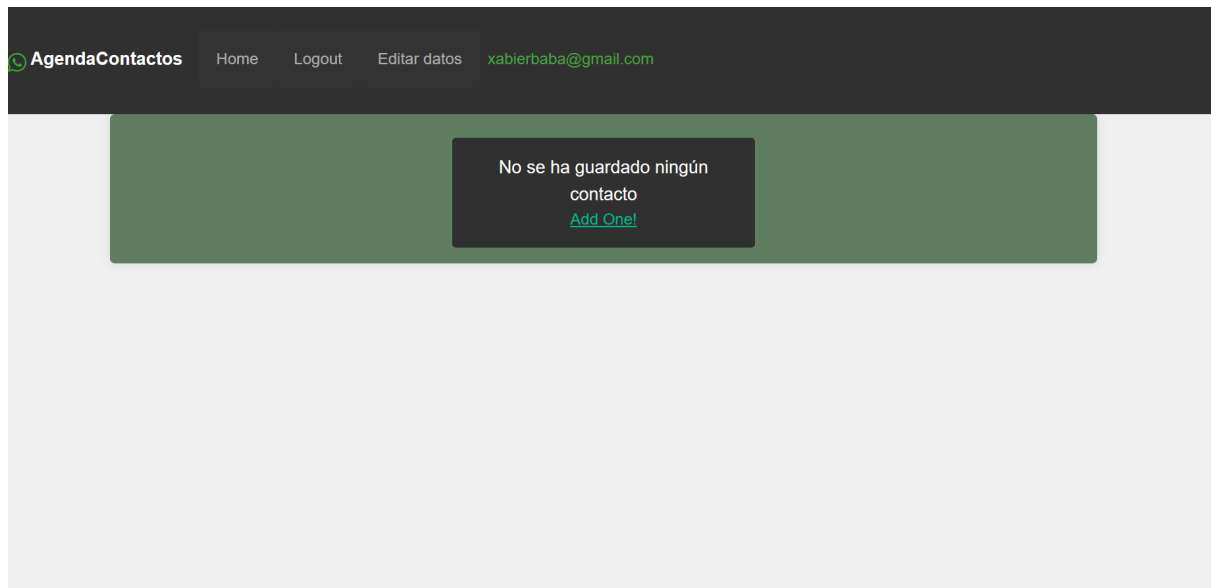 AgendaContactos Home Logout Editar datos xabierbaba@gmail.com
No se ha guardado ningún
contacto
Add One!